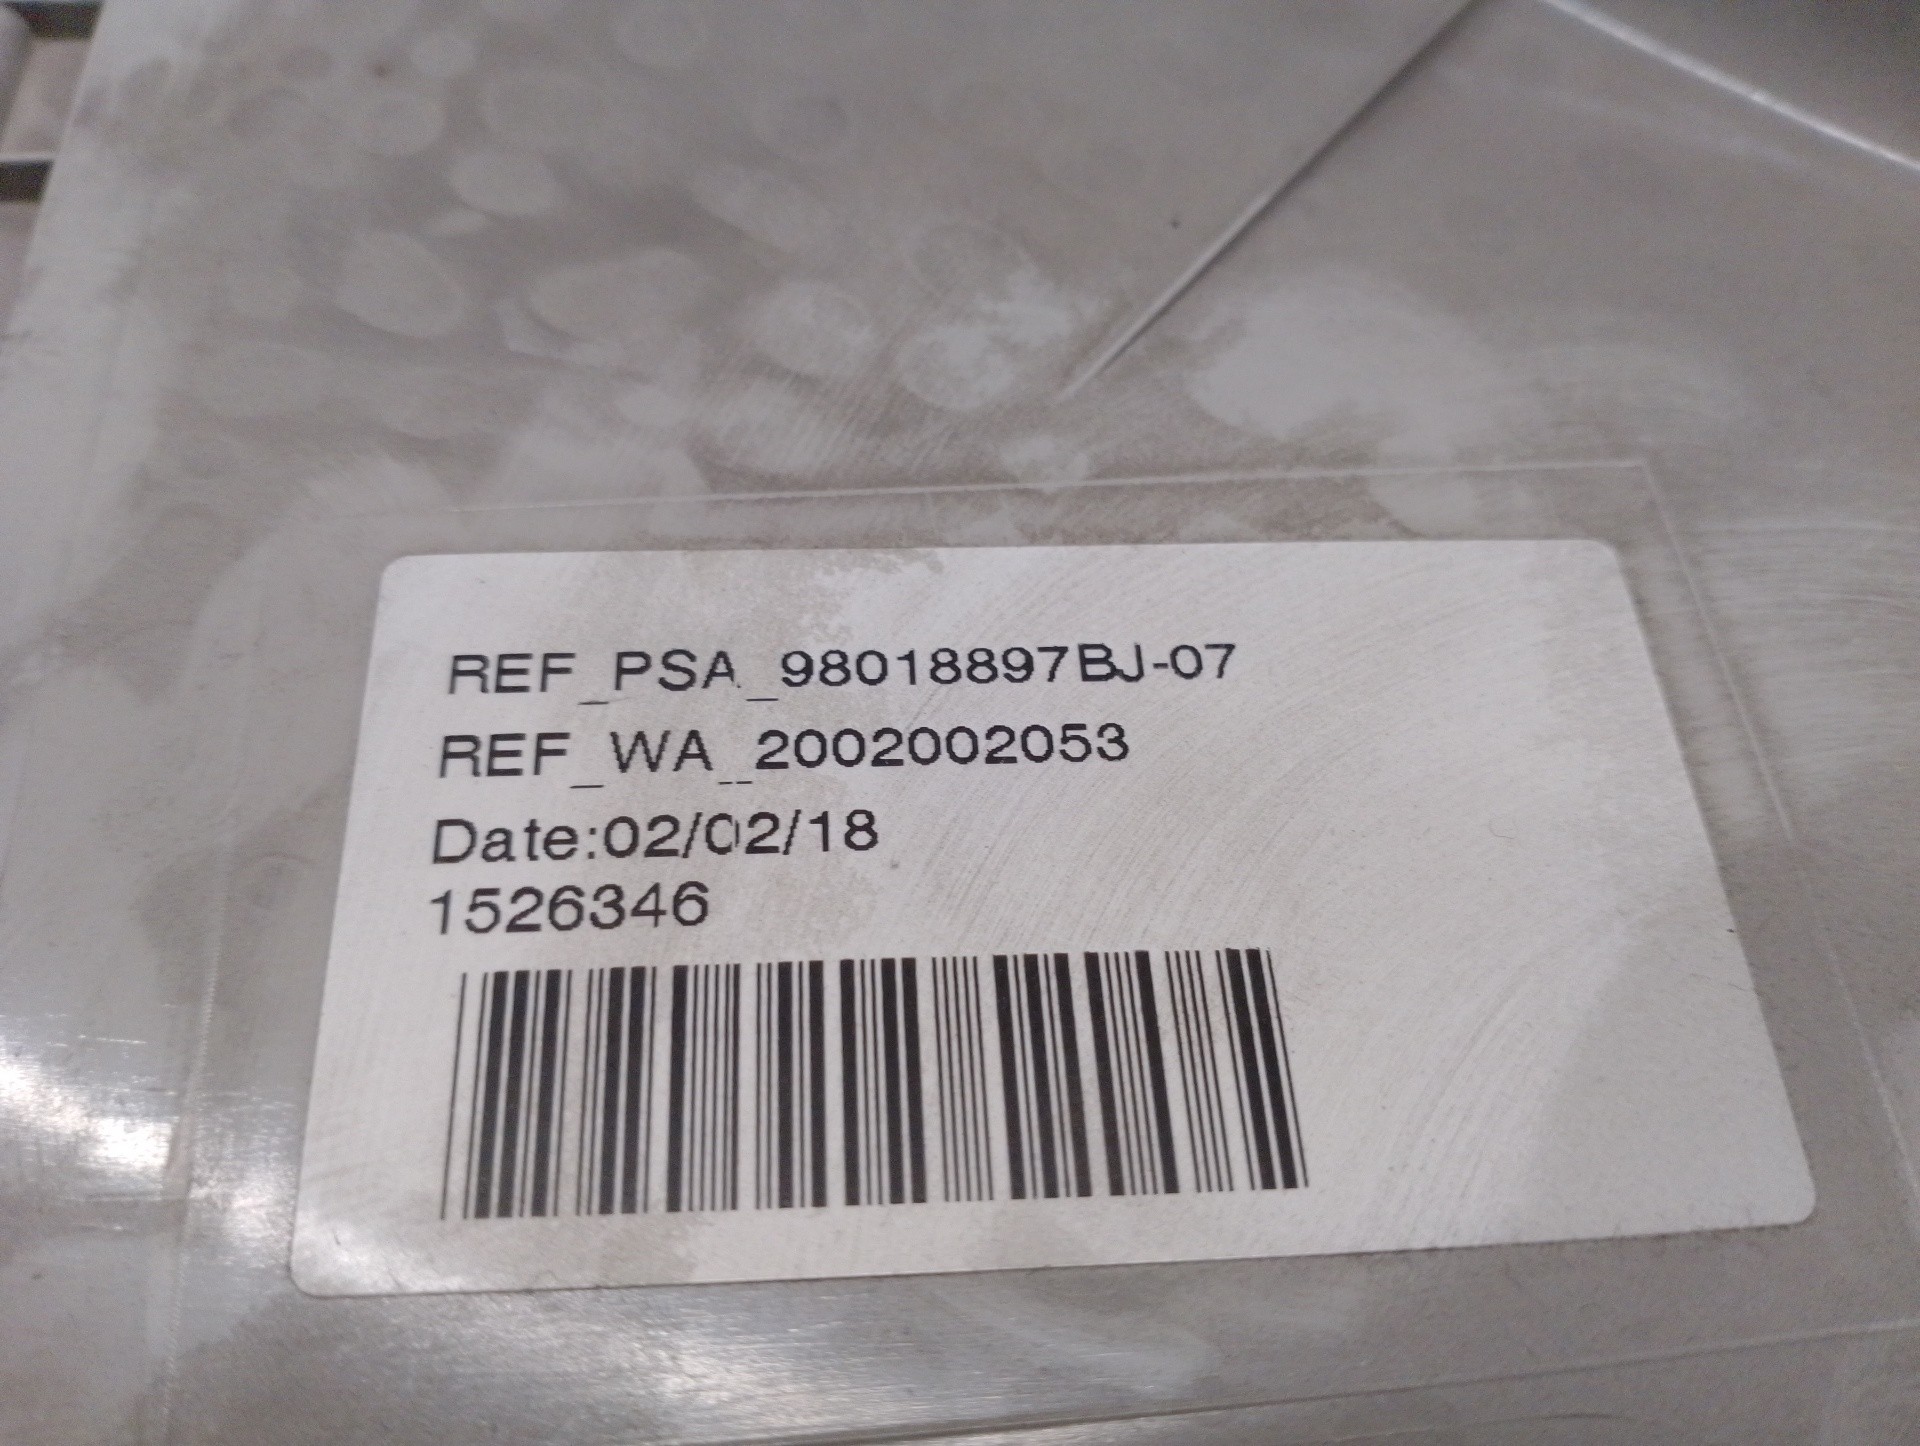 REF_PSA_98018897BJ-07
REF_WA_2002002053
Date:02/02/18
1526346